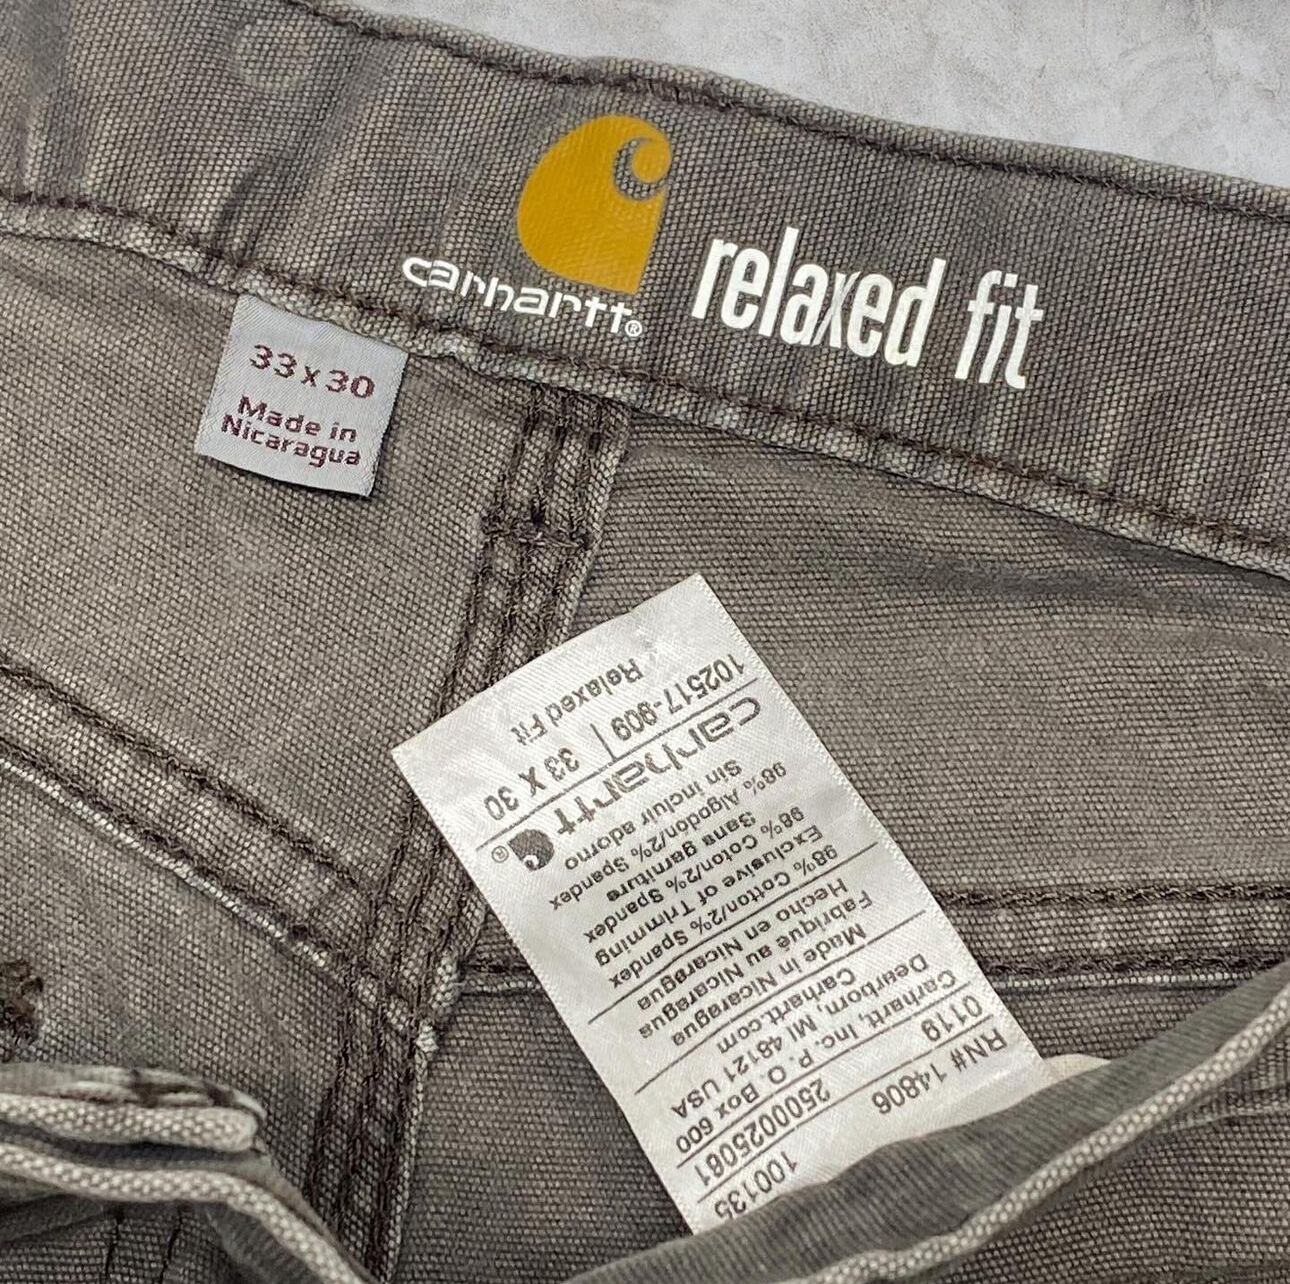 carhartt®
relaxed fit
33 x 30
Made in
Nicaragua
RN# 14806 100135
0119 25000025081
Carhartt, Inc. P. O. Box 600
Dearborn, MI 48121 USA
Carhartt.com
Made in Nicaragua
Fabriqué au Nicaragua
Hecho en Nicaragua
98% Cotton/2% Spandex
Exclusive of Trimming
98% Coton/2% Spandex
Sans garniture
98% Algodón/2% Spandex
Sin incluir adorno
carhartt®
102517-909 33 X 30
Relaxed Fit